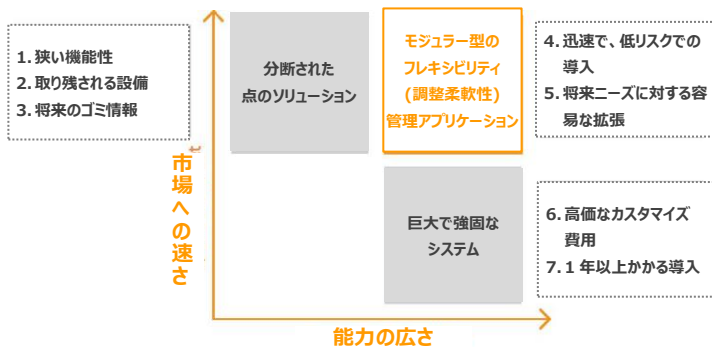 1. 狭い機能性
2. 取り残される設備
3. 将来のゴミ情報
分断された
点のソリューション
モジュラー型の
フレキシビリティ
(調整柔軟性)
管理アプリケーション
4. 迅速で、低リスクでの
導入
5. 将来ニーズに対する容
易な拡張
市場への速さ
巨大で強固な
システム
6. 高価なカスタマイズ
費用
7. 1 年以上かかる導入
能力の広さ